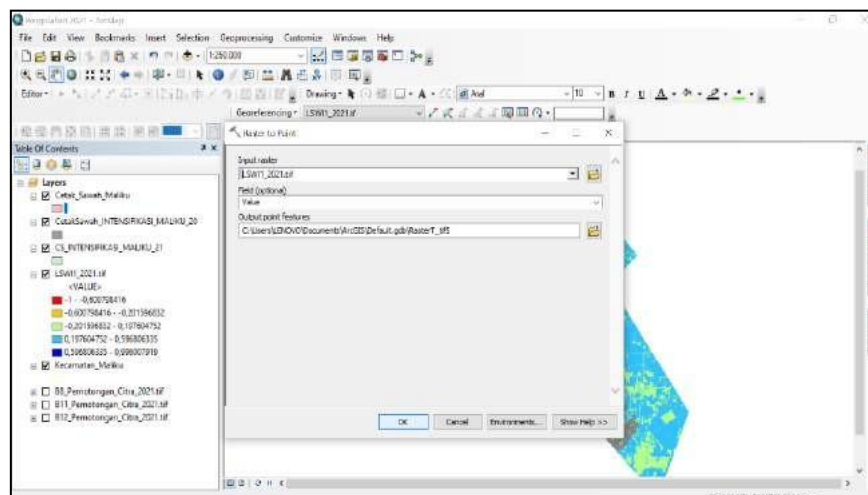 File Edit View Bookmarks Insert Selection Geoprocessing Customize Windows Help
1:250.000
Editor
Drawing
Arial
10
B I U A
Georeferencing LSWI1_2021.tif
Table Of Contents
Layers
Cetak_Sawah_Maliku
CetakSawah_INTENSIFIKASI_MALIKU_20
CS_INTENSIFIKASI_MALIKU_21
LSWI1_2021.tif
<VALUE>
-1 - -0,600798416
-0,600798416 - -0,201596832
-0,201596832 - 0,197604752
0,197604752 - 0,596806335
0,596806335 - 0,996007919
Kecamatan_Maliku
B8_Pemotongan_Citra_2021.tif
B11_Pemotongan_Citra_2021.tif
B12_Pemotongan_Citra_2021.tif
Raster to Point
Input raster
LSWI1_2021.tif
Field (optional)
Value
Output point features
C:\Users\LENOVO\Documents\ArcGIS\Default.gdb\RasterT_tif5
OK Cancel Environments... Show Help >>